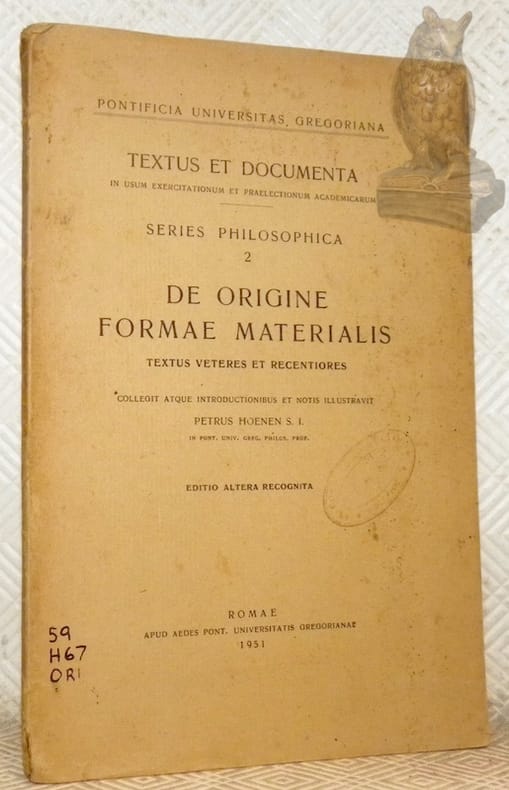 PONTIFICIA UNIVERSITAS GREGORIANA
TEXTUS ET DOCUMENTA
IN USUM EXERCITATIONUM ET PRAELECTIONUM ACADEMICARUM
SERIES PHILOSOPHICA
2
DE ORIGINE
FORMAE MATERIALIS
TEXTUS VETERES ET RECENTIORES
COLLEGIT ATQUE INTRODUCTIONIBUS ET NOTIS ILLUSTRAVIT
PETRUS HOENEN S. I.
IN PONT. UNIV. GREG. PHILOS. PROF.
EDITIO ALTERA RECOGNITA
ROMAE
APUD AEDES PONT. UNIVERSITATIS GREGORIANAE
1951
59
H67
ORI